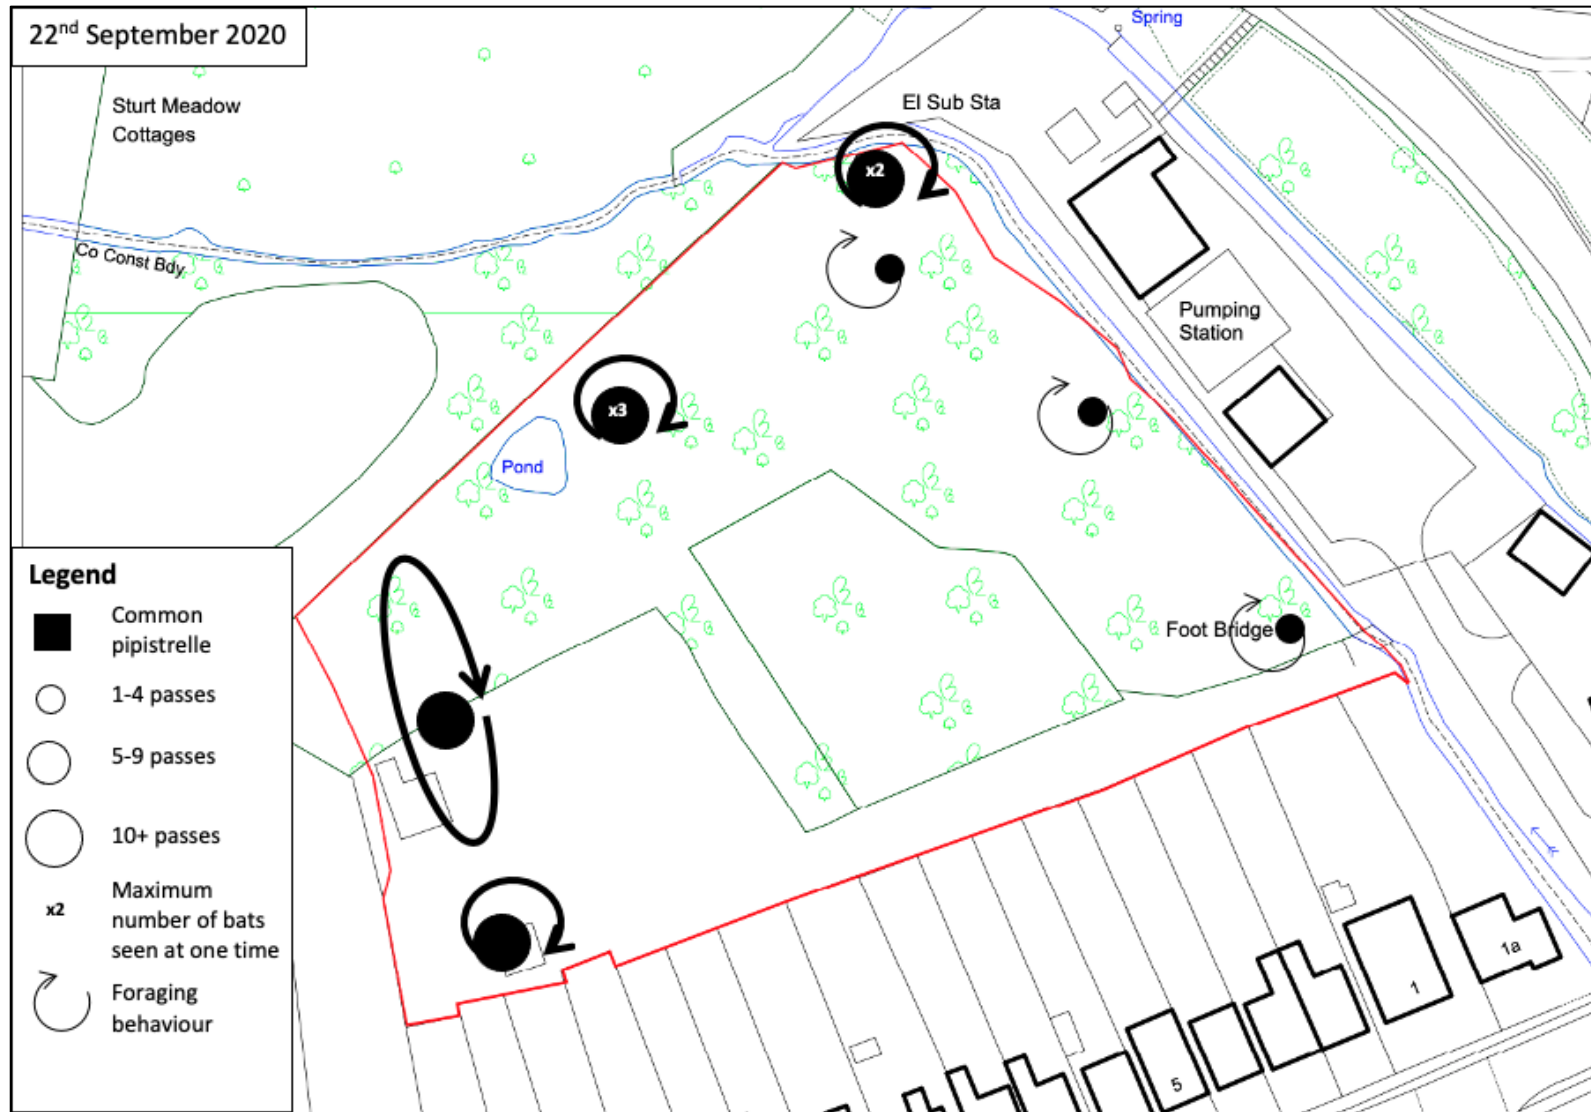 22nd September 2020
Spring
Sturt Meadow
Cottages
El Sub Sta
x2
Co Const Bdy
Pumping
Station
x3
Pond
Foot Bridge
Legend
Common
pipistrelle
1-4 passes
5-9 passes
10+ passes
x2
Maximum
number of bats
seen at one time
Foraging
behaviour
1a
1
5